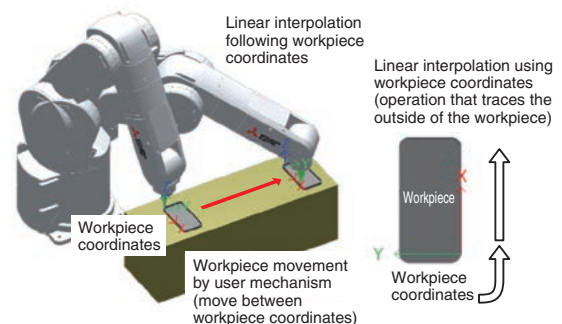 Linear interpolation
following workpiece
coordinates
Linear interpolation using
workpiece coordinates
(operation that traces the
outside of the workpiece)
Workpiece
X
Y
Workpiece
coordinates
Workpiece
coordinates
Workpiece movement
by user mechanism
(move between
workpiece coordinates)